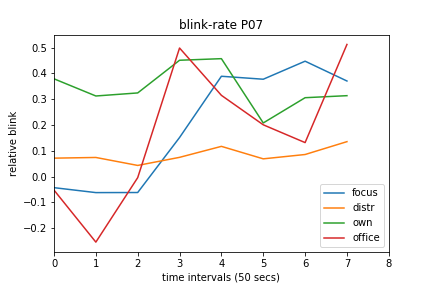 blink-rate P07
relative blink
0.5
0.4
0.3
0.2
0.1
0.0
−0.1
−0.2
focus
distr
own
office
0 1 2 3 4 5 6 7 8
time intervals (50 secs)